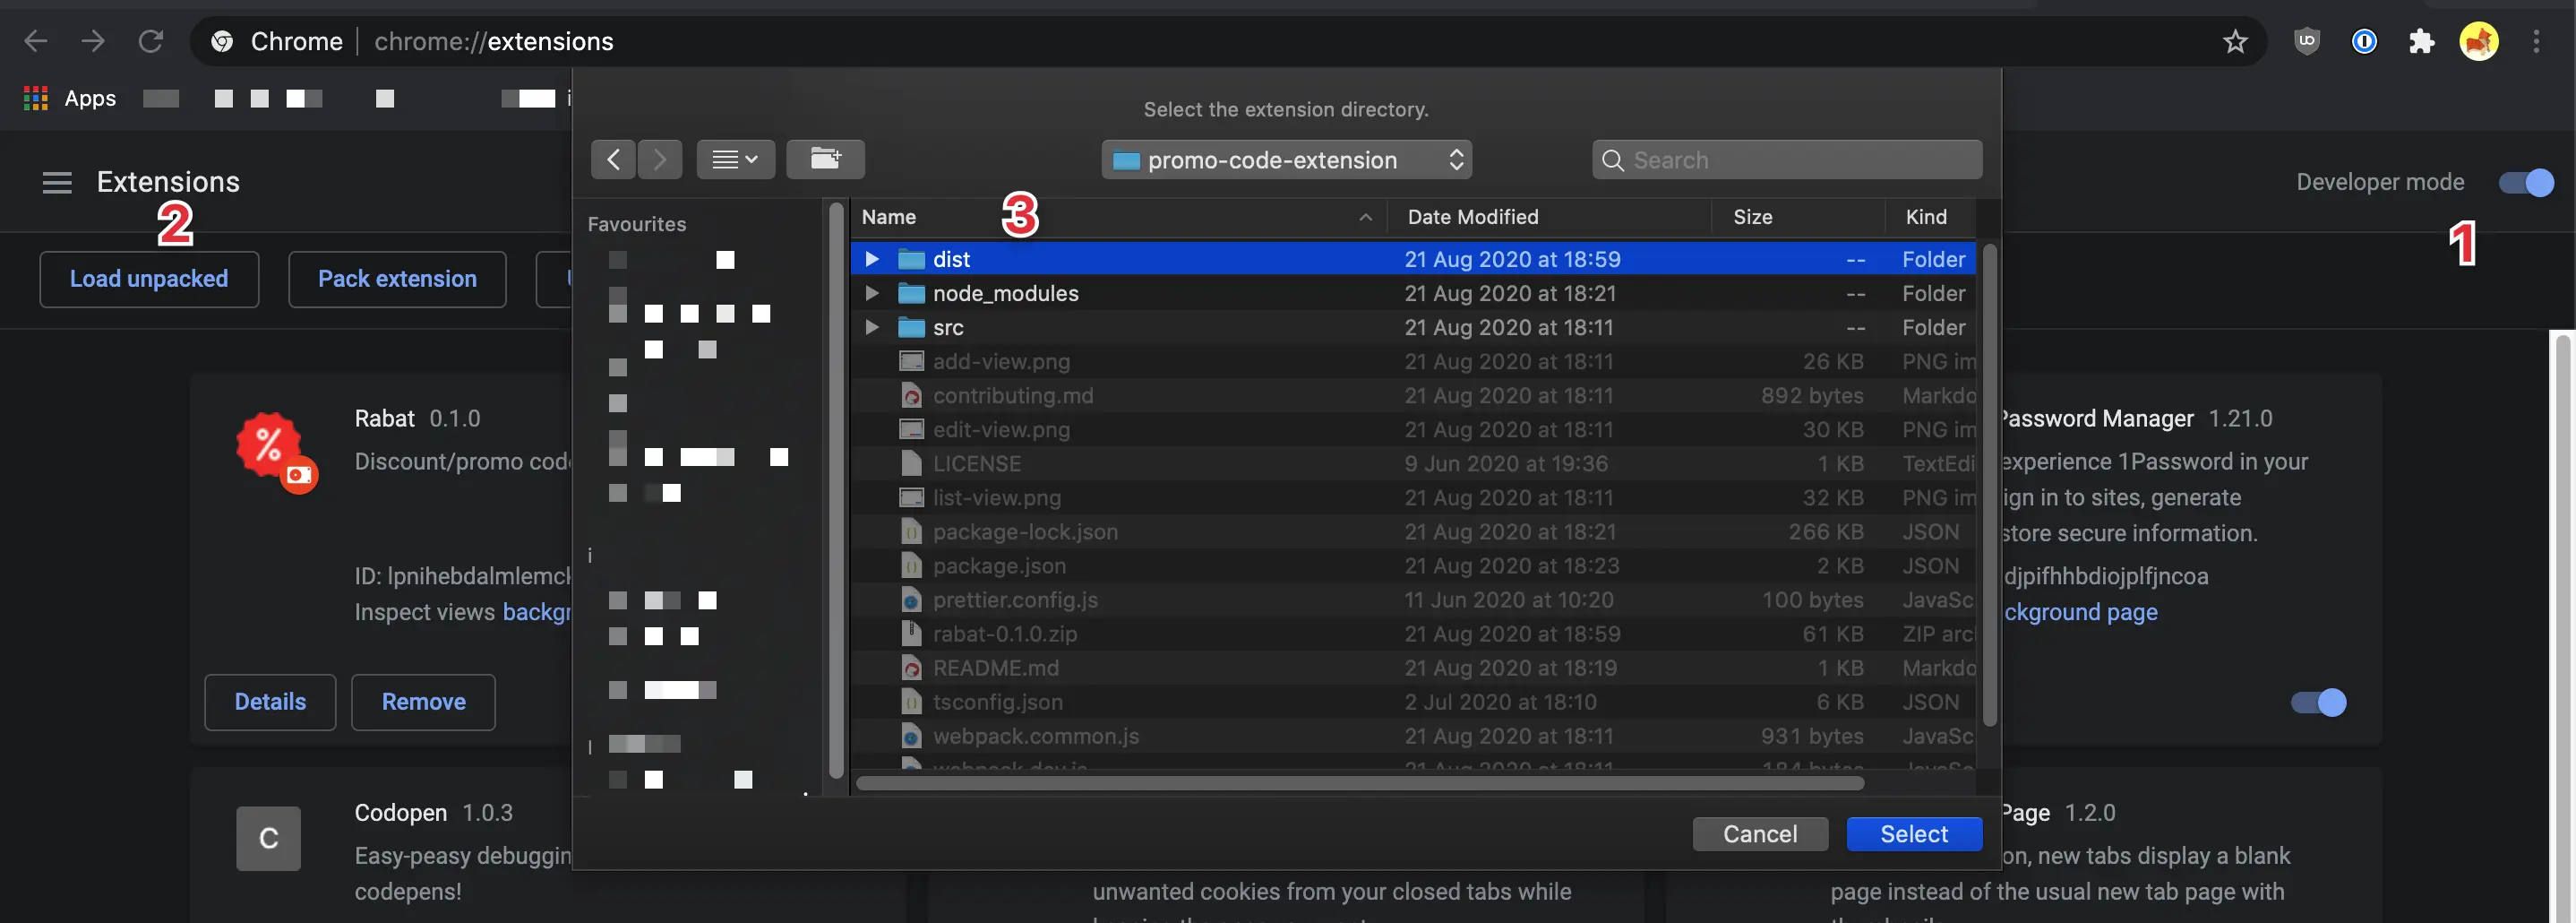 Chrome chrome://extensions
Apps
Select the extension directory.
promo-code-extension
Search
Extensions
Developer mode
2
3
1
Load unpacked
Pack extension
Favourites
Name Date Modified Size Kind
dist 21 Aug 2020 at 18:59 -- Folder
node_modules 21 Aug 2020 at 18:21 -- Folder
src 21 Aug 2020 at 18:11 -- Folder
add-view.png 21 Aug 2020 at 18:11 26 KB PNG im
contributing.md 21 Aug 2020 at 18:11 892 bytes Markdo
edit-view.png 21 Aug 2020 at 18:11 30 KB PNG im
LICENSE 9 Jun 2020 at 19:36 1 KB TextEdi
list-view.png 21 Aug 2020 at 18:11 32 KB PNG im
package-lock.json 21 Aug 2020 at 18:21 266 KB JSON
package.json 21 Aug 2020 at 18:23 2 KB JSON
prettier.config.js 11 Jun 2020 at 10:20 100 bytes JavaSc
rabat-0.1.0.zip 21 Aug 2020 at 18:59 61 KB ZIP arc
README.md 21 Aug 2020 at 18:19 1 KB Markdo
tsconfig.json 2 Jul 2020 at 18:10 6 KB JSON
webpack.common.js 21 Aug 2020 at 18:11 931 bytes JavaSc
webpack.dev.js 21 Aug 2020 at 18:11 184 bytes JavaSc
Cancel
Select
Rabat 0.1.0
Discount/promo cod
ID: lpnihebdalmlemck
Inspect views backgr
Details
Remove
Password Manager 1.21.0
experience 1Password in your
ign in to sites, generate
store secure information.
djpifhhbdiojplfjncoa
ckground page
C
Codopen 1.0.3
Easy-peasy debuggin
codepens!
unwanted cookies from your closed tabs while
Page 1.2.0
on, new tabs display a blank
page instead of the usual new tab page with